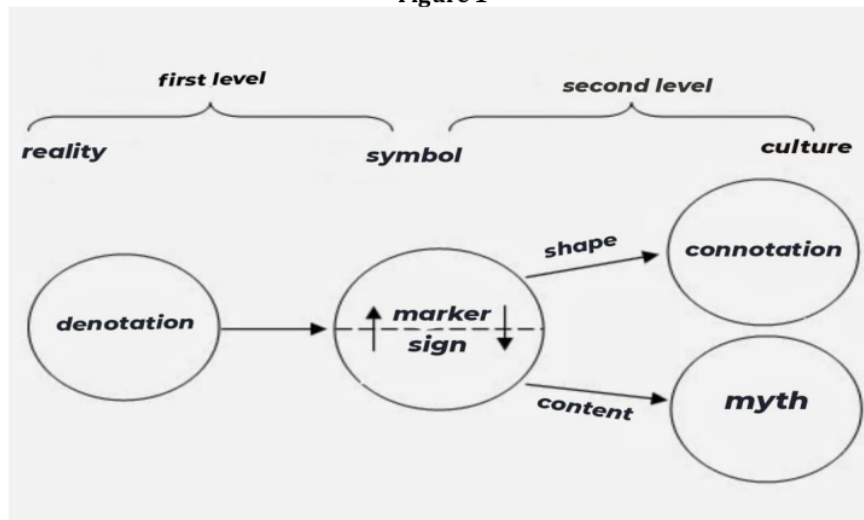 first level
second level
reality
symbol
culture
shape
connotation
denotation
marker
sign
content
myth